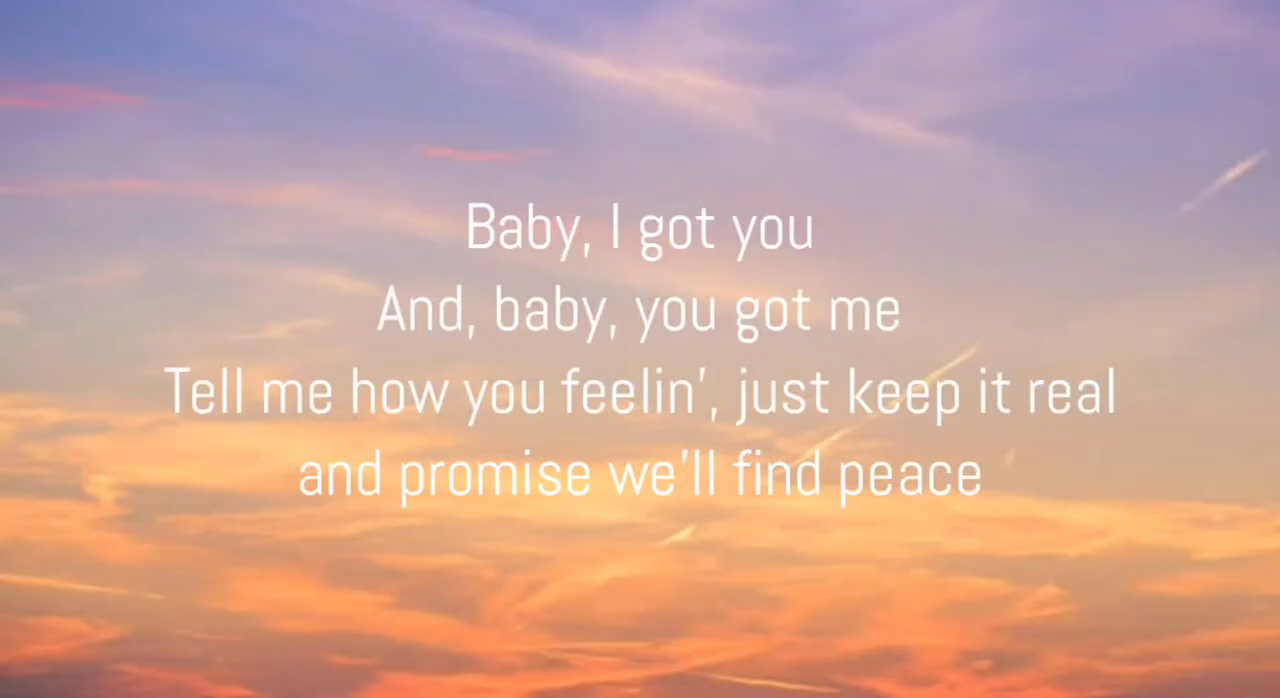 Baby, I got you
And, baby, you got me
Tell me how you feelin', just keep it real
and promise we'll find peace